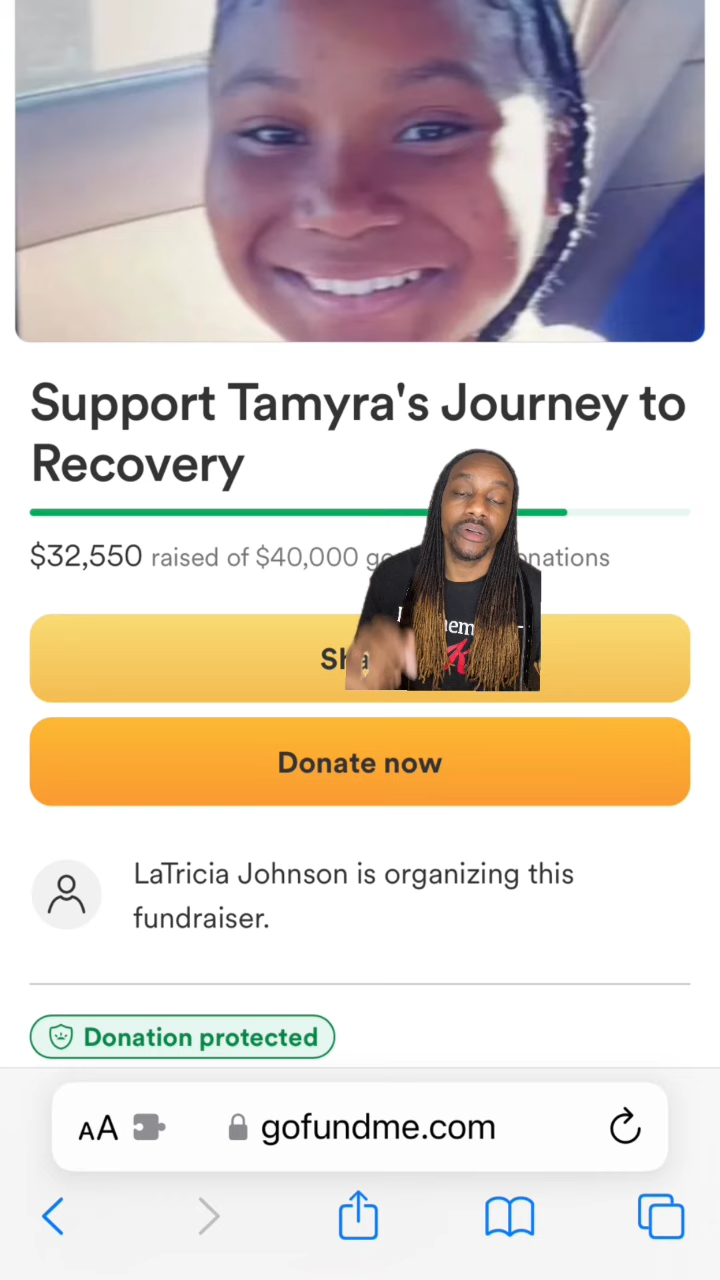 Support Tamyra's Journey to
Recovery
$32,550 raised of $40,000
Donate now
LaTricia Johnson is organizing this
fundraiser.
Donation protected
AA gofundme.com